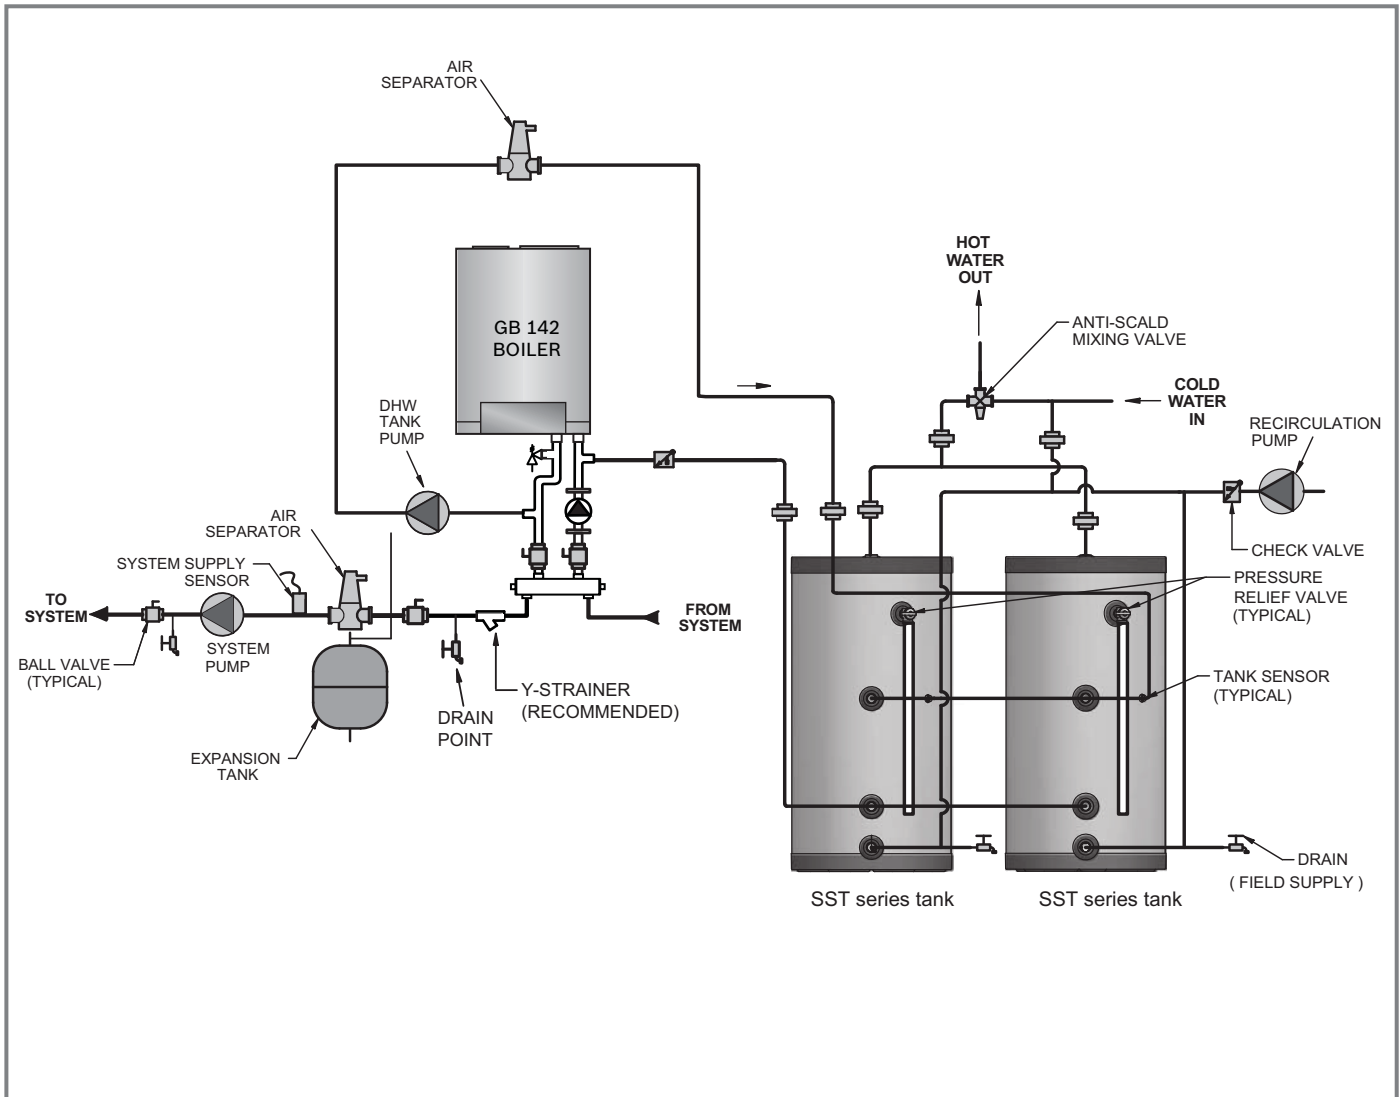 AIR
SEPARATOR
GB 142
BOILER
HOT
WATER
OUT
ANTI-SCALD
MIXING VALVE
COLD
WATER
IN
RECIRCULATION
PUMP
DHW
TANK
PUMP
AIR
SEPARATOR
SYSTEM SUPPLY
SENSOR
TO
SYSTEM
FROM
SYSTEM
CHECK VALVE
PRESSURE
RELIEF VALVE
(TYPICAL)
BALL VALVE
(TYPICAL)
SYSTEM
PUMP
Y-STRAINER
(RECOMMENDED)
DRAIN
POINT
TANK SENSOR
(TYPICAL)
EXPANSION
TANK
DRAIN
( FIELD SUPPLY )
SST series tank
SST series tank